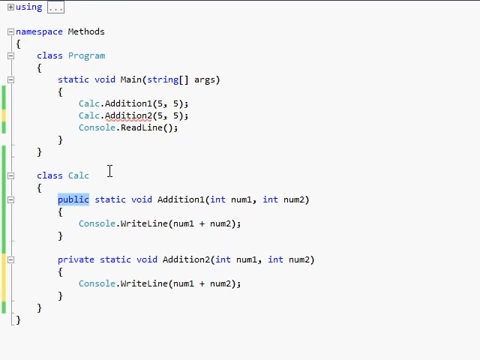 using ...
namespace Methods
{
class Program
{
static void Main(string[] args)
{
Calc.Addition1(5, 5);
Calc.Addition2(5, 5);
Console.ReadLine();
}
}
class Calc
{
public static void Addition1(int num1, int num2)
{
Console.WriteLine(num1 + num2);
}
private static void Addition2(int num1, int num2)
{
Console.WriteLine(num1 + num2);
}
}
}